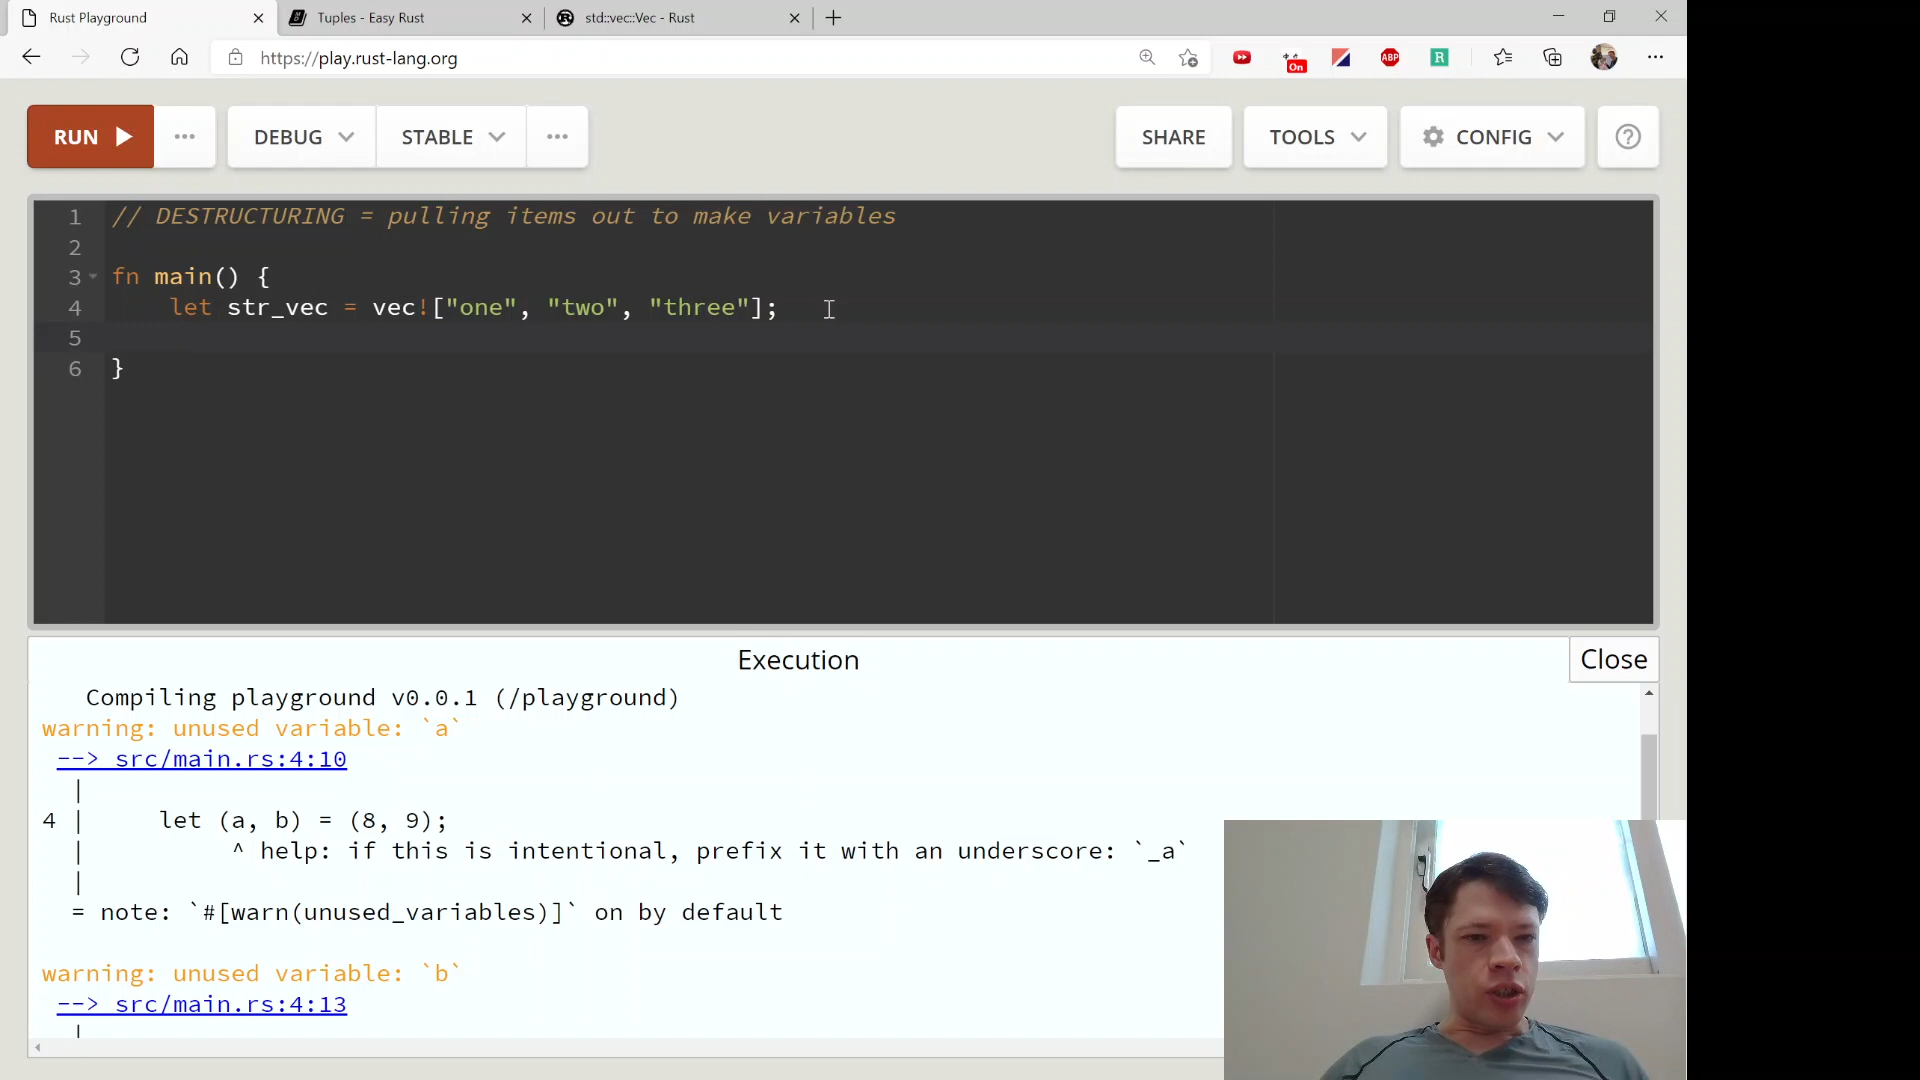 Rust Playground
Tuples - Easy Rust
std::vec::Vec - Rust
https://play.rust-lang.org
On
ABP
R
RUN
DEBUG
STABLE
SHARE
TOOLS
CONFIG
1 // DESTRUCTURING = pulling items out to make variables
2
3 fn main() {
4 let str_vec = vec!["one", "two", "three"];
5
6 }
Execution
Close
Compiling playground v0.0.1 (/playground)
warning: unused variable: `a`
--> src/main.rs:4:10
|
4 | let (a, b) = (8, 9);
| ^ help: if this is intentional, prefix it with an underscore: `_a`
|
= note: `#[warn(unused_variables)]` on by default
warning: unused variable: `b`
--> src/main.rs:4:13
|